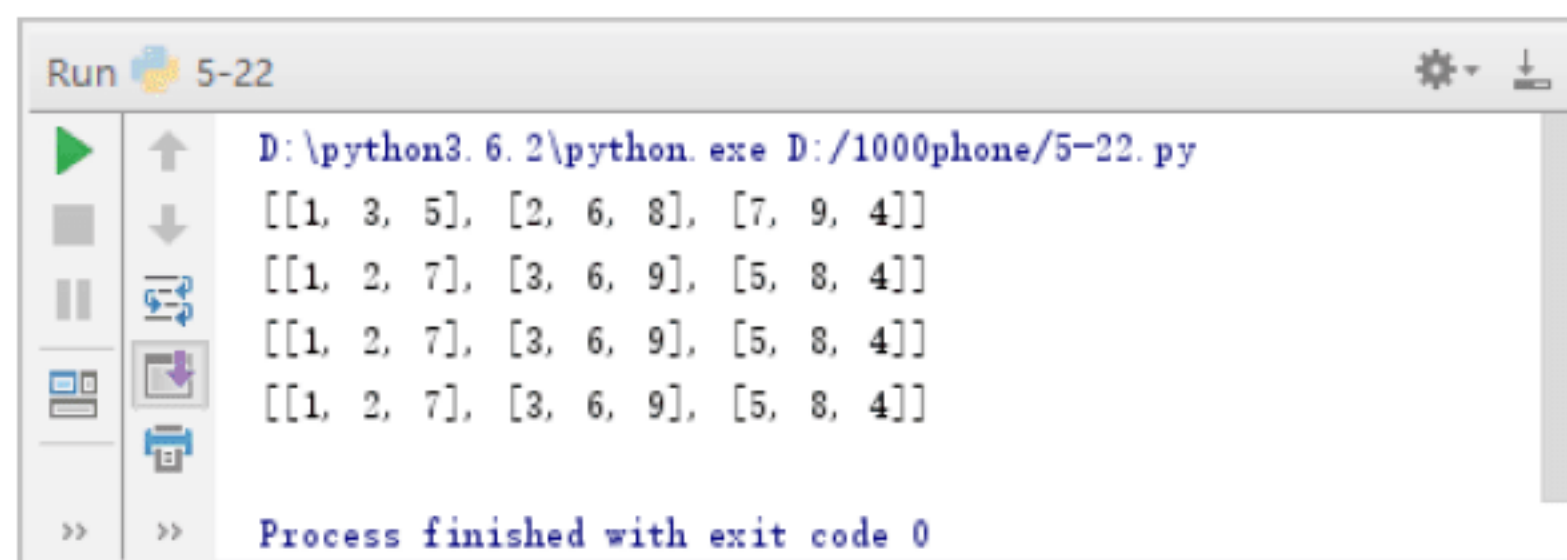 Run 5-22
D:\python3.6.2\python.exe D:/1000phone/5-22.py
[[1, 3, 5], [2, 6, 8], [7, 9, 4]]
[[1, 2, 7], [3, 6, 9], [5, 8, 4]]
[[1, 2, 7], [3, 6, 9], [5, 8, 4]]
[[1, 2, 7], [3, 6, 9], [5, 8, 4]]
Process finished with exit code 0